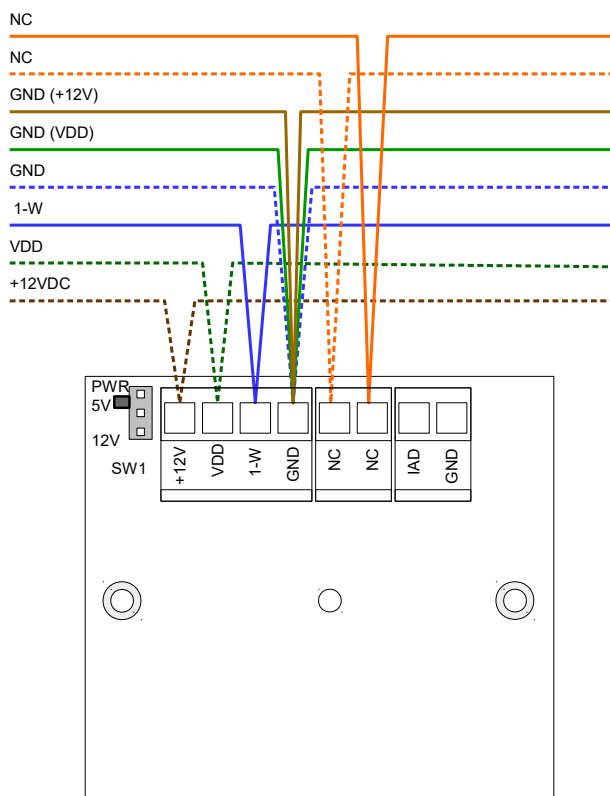 NC
NC
GND (+12V)
GND (VDD)
GND
1-W
VDD
+12VDC
PWR
5V
12V
SW1
+12V
VDD
1-W
GND
NC
NC
IAD
GND